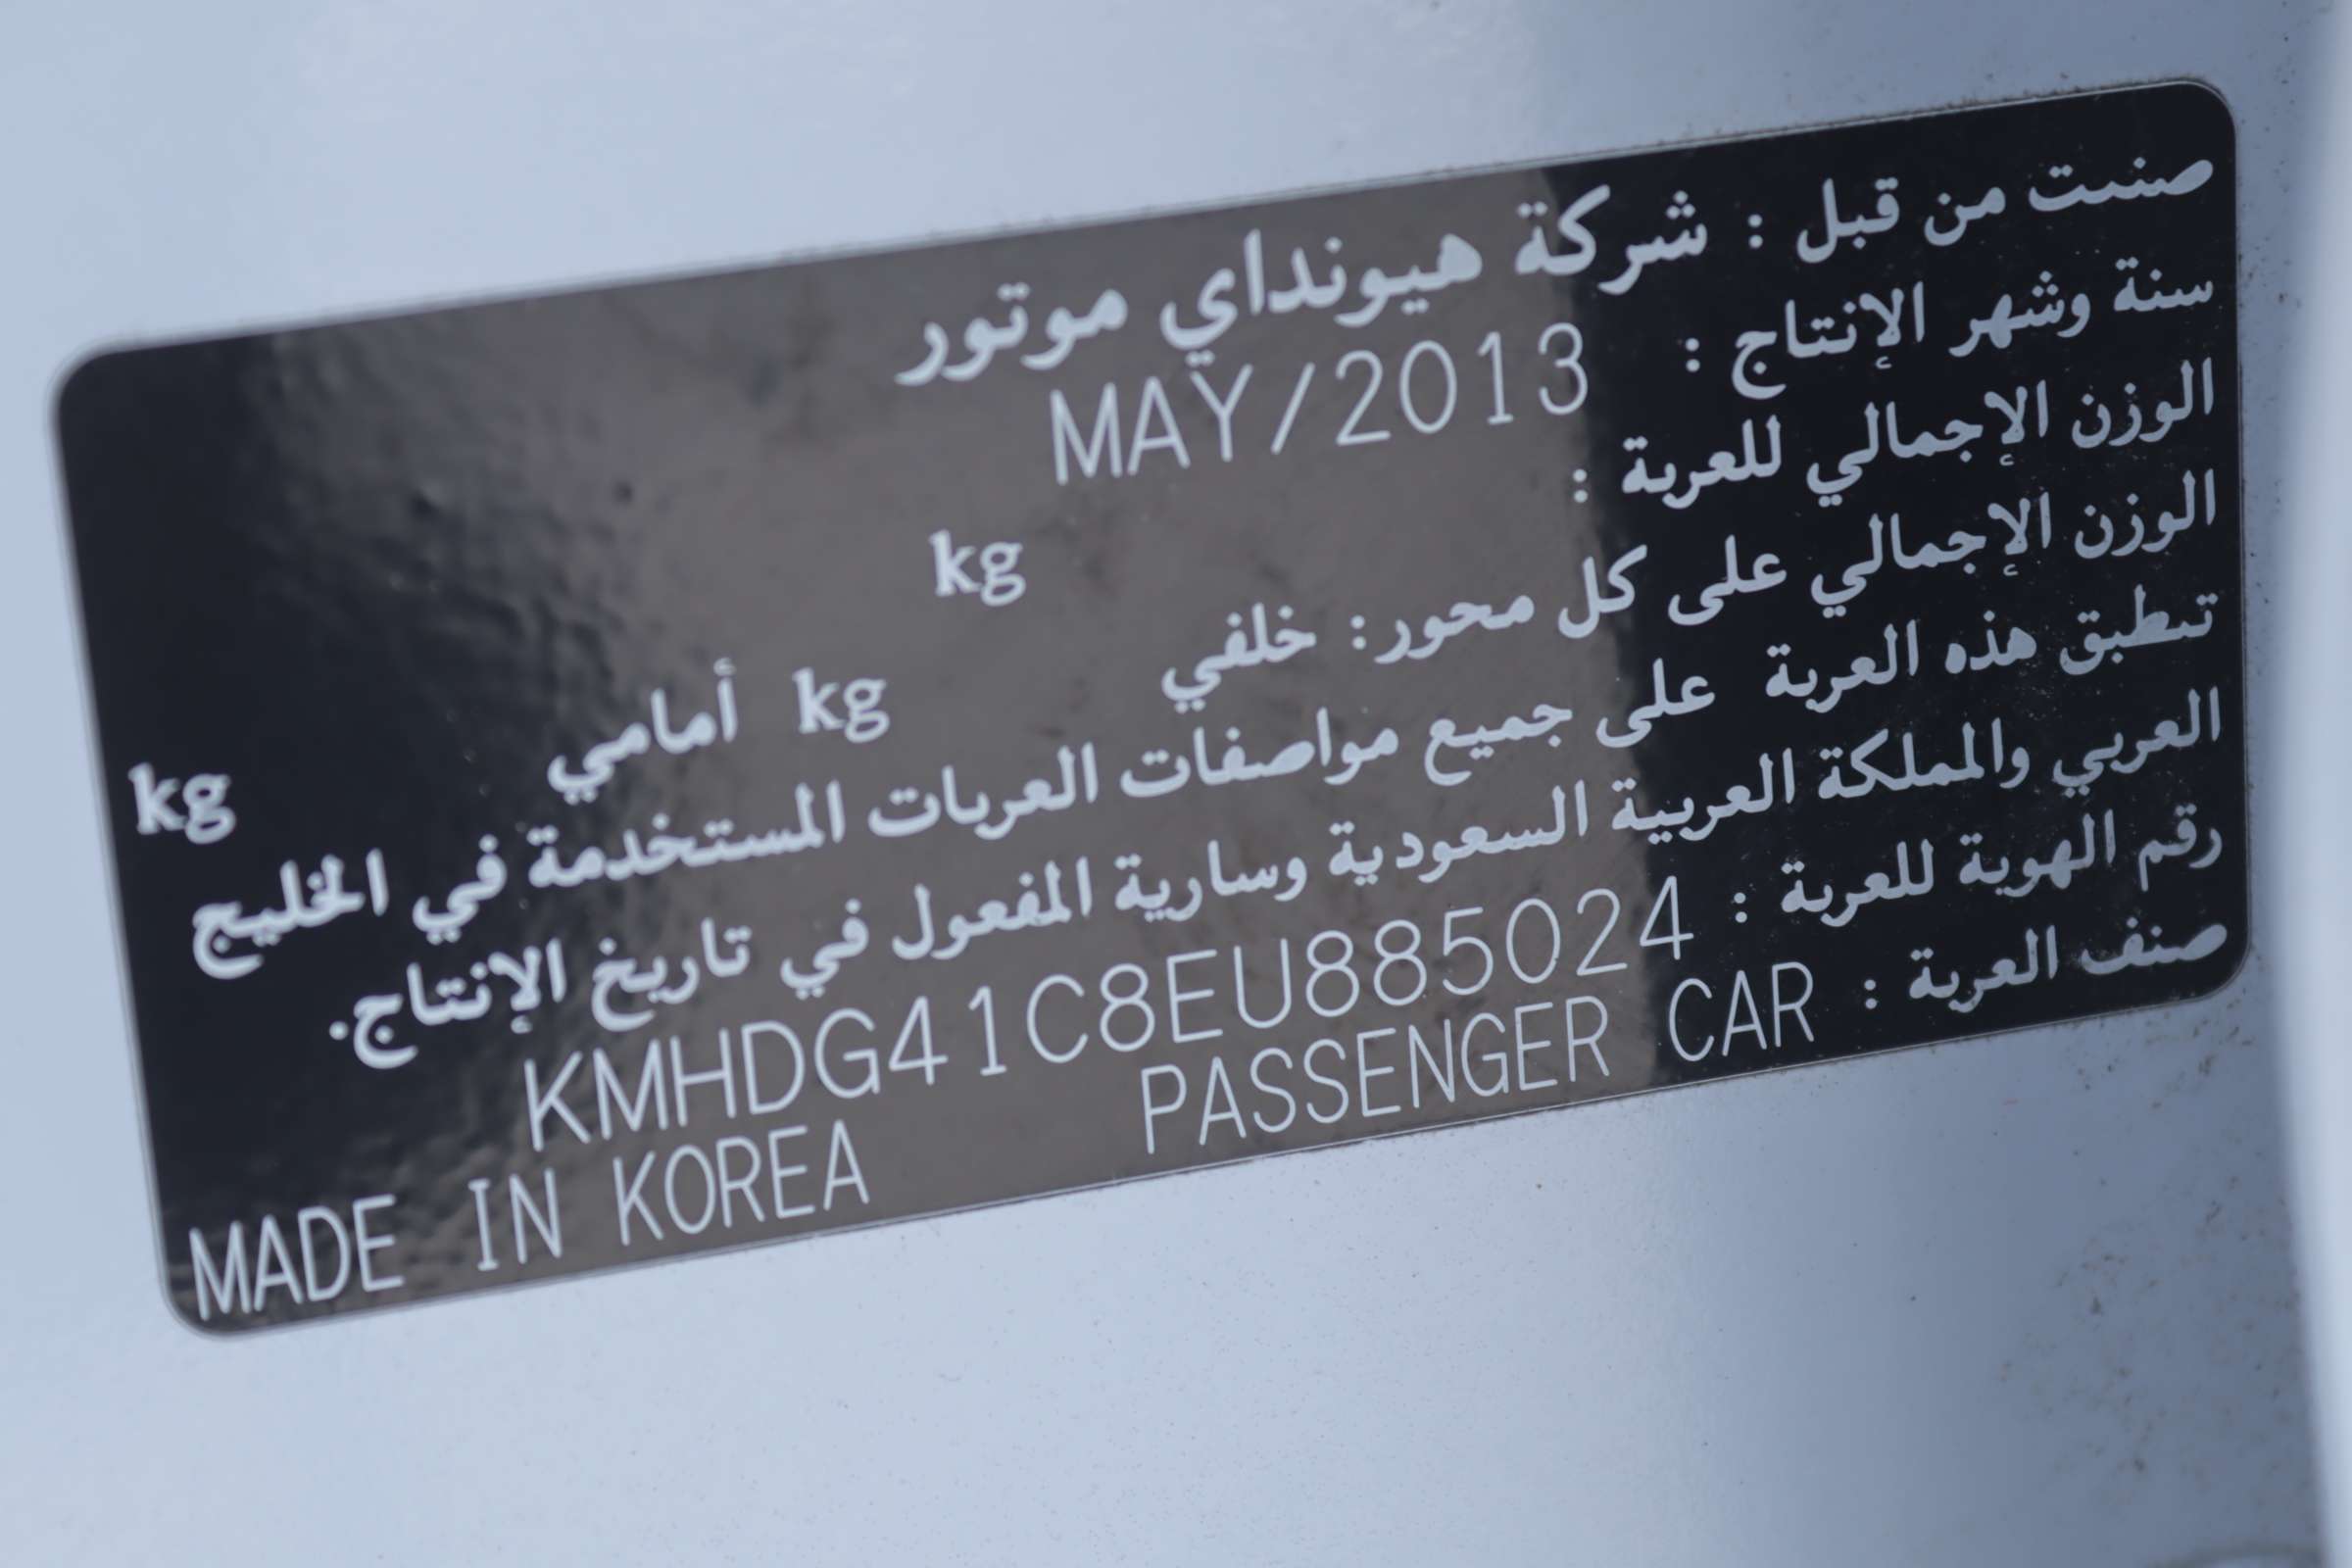 صنىت من قبل : شركة هيونداي موتور
سنة وشهر الإنتاج : MAY/2013
الوزن الإجمالي للعربة : kg
الوزن الإجمالي على كل محور: خلفي kg أمامي kg
تىطبق هذه العربة على جميع مواصفات العربات المستخدمة في الخليج
العربي والمملكة العربية السعودية وسارية المفعول في تاريخ الإنتاج.
رقم الهوية للعربة : KMHDG41C8EU885024
صنف العربة : PASSENGER CAR MADE IN KOREA